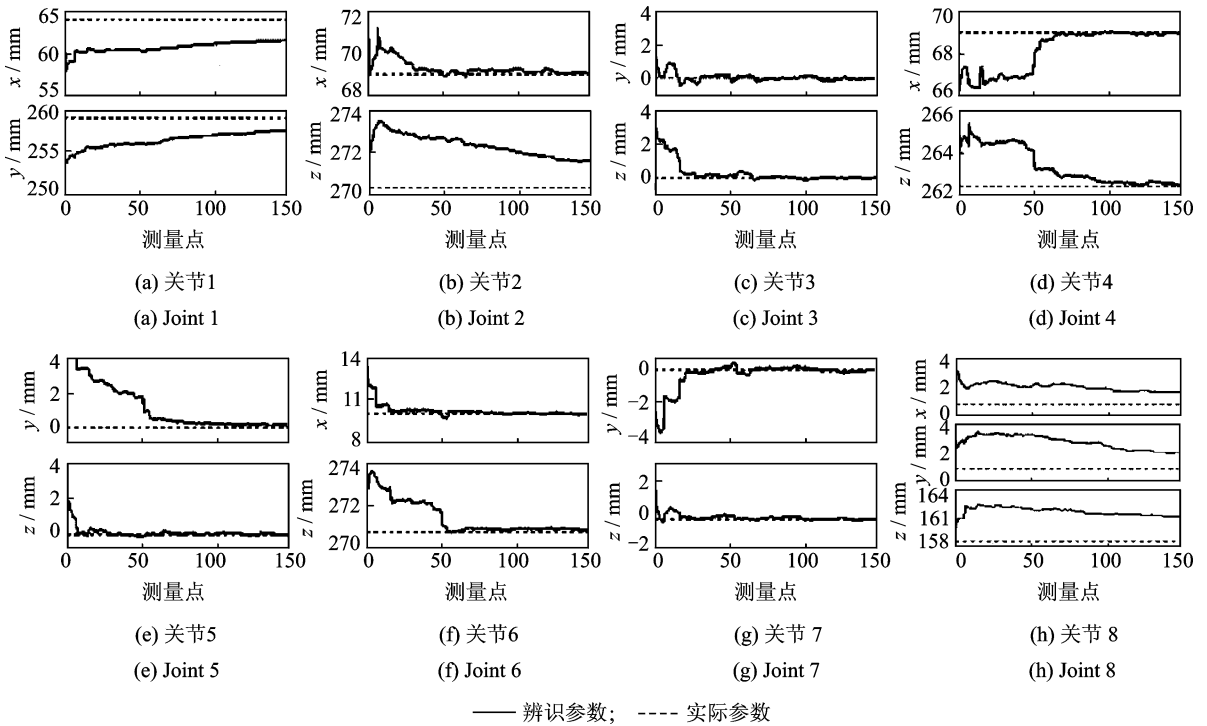 x / mm
65
60
55
y / mm
260
255
250
0
50
100
150
测量点
(a) 关节1
(a) Joint 1
x / mm
72
70
68
z / mm
274
272
270
0
50
100
150
测量点
(b) 关节2
(b) Joint 2
y / mm
4
2
0
z / mm
4
2
0
0
50
100
150
测量点
(c) 关节3
(c) Joint 3
x / mm
70
68
66
z / mm
266
264
262
0
50
100
150
测量点
(d) 关节4
(d) Joint 4
y / mm
4
2
0
z / mm
4
2
0
0
50
100
150
测量点
(e) 关节5
(e) Joint 5
x / mm
14
11
8
z / mm
274
272
270
0
50
100
150
测量点
(f) 关节6
(f) Joint 6
y / mm
0
−2
−4
z / mm
2
0
−2
0
50
100
150
测量点
(g) 关节 7
(g) Joint 7
x / mm
4
2
0
y / mm
4
2
0
z / mm
164
161
158
0
50
100
150
测量点
(h) 关节 8
(h) Joint 8
辨识参数; 实际参数